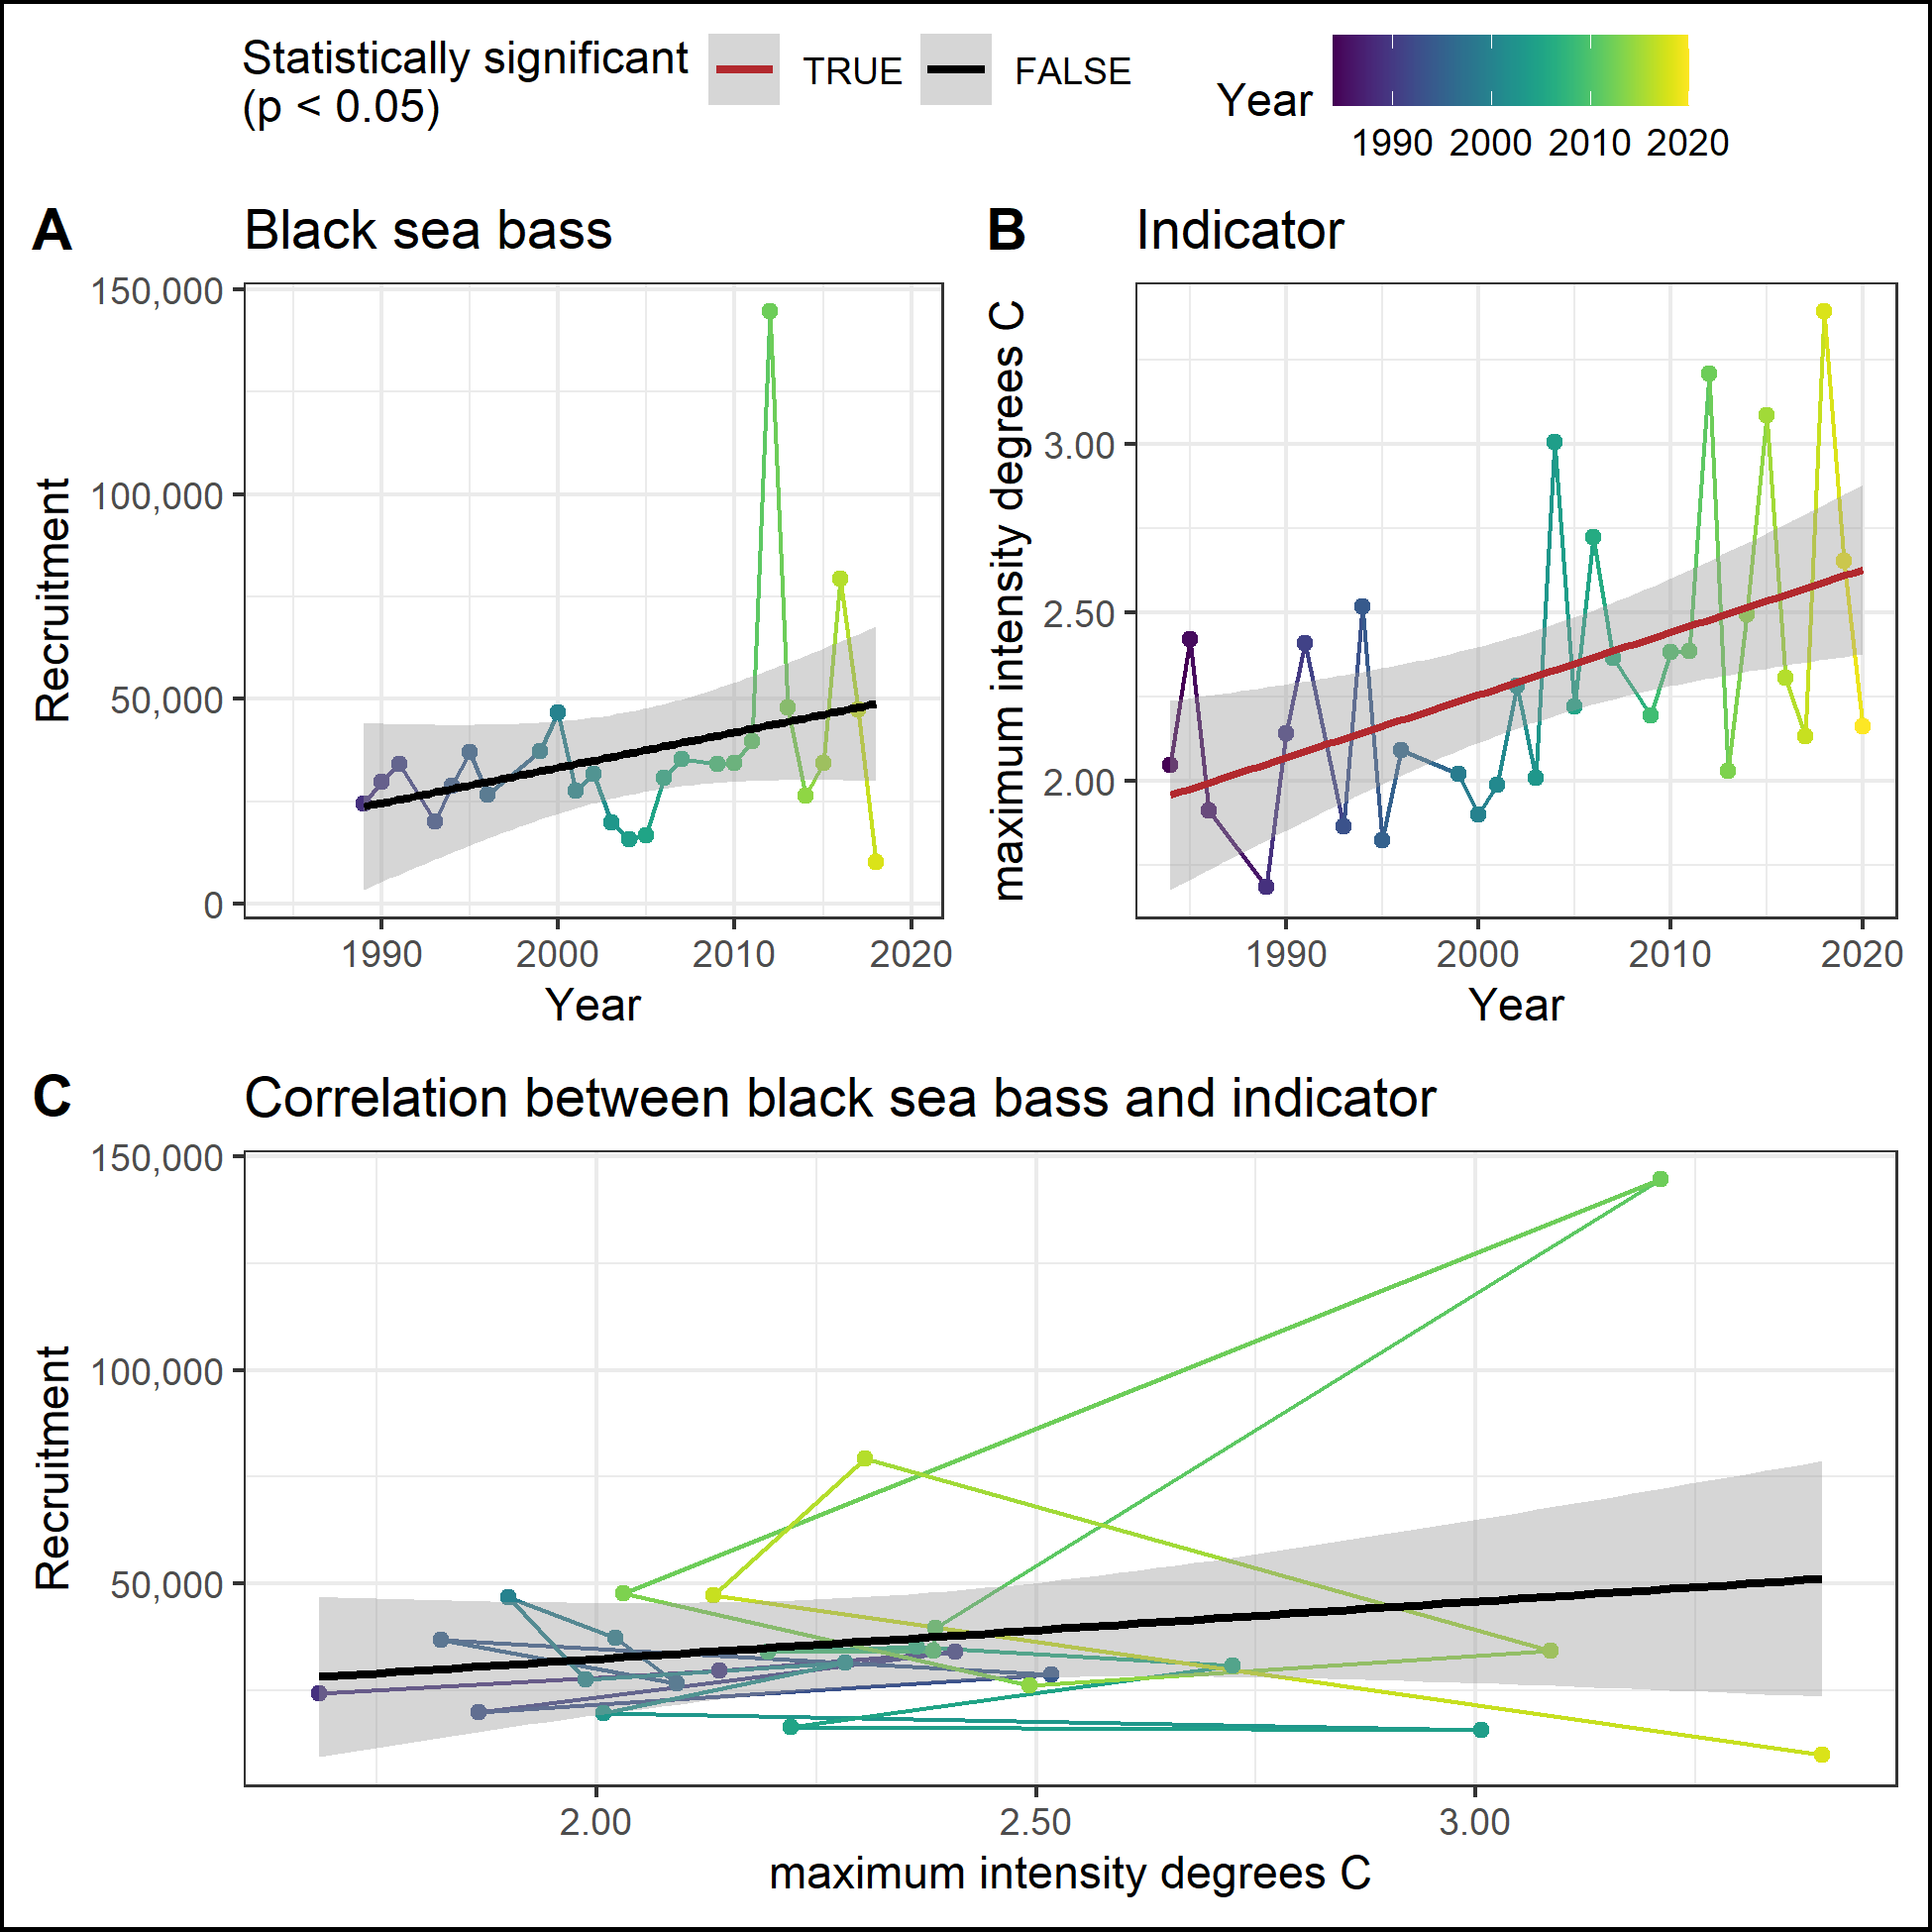 Statistically significant
(p < 0.05)
TRUE
FALSE
Year
1990 2000 2010 2020
A
Black sea bass
B
Indicator
150,000
100,000
50,000
0
Recruitment
1990 2000 2010 2020
Year
3.00
2.50
2.00
maximum intensity degrees C
1990 2000 2010 2020
Year
C
Correlation between black sea bass and indicator
150,000
100,000
50,000
Recruitment
2.00 2.50 3.00
maximum intensity degrees C